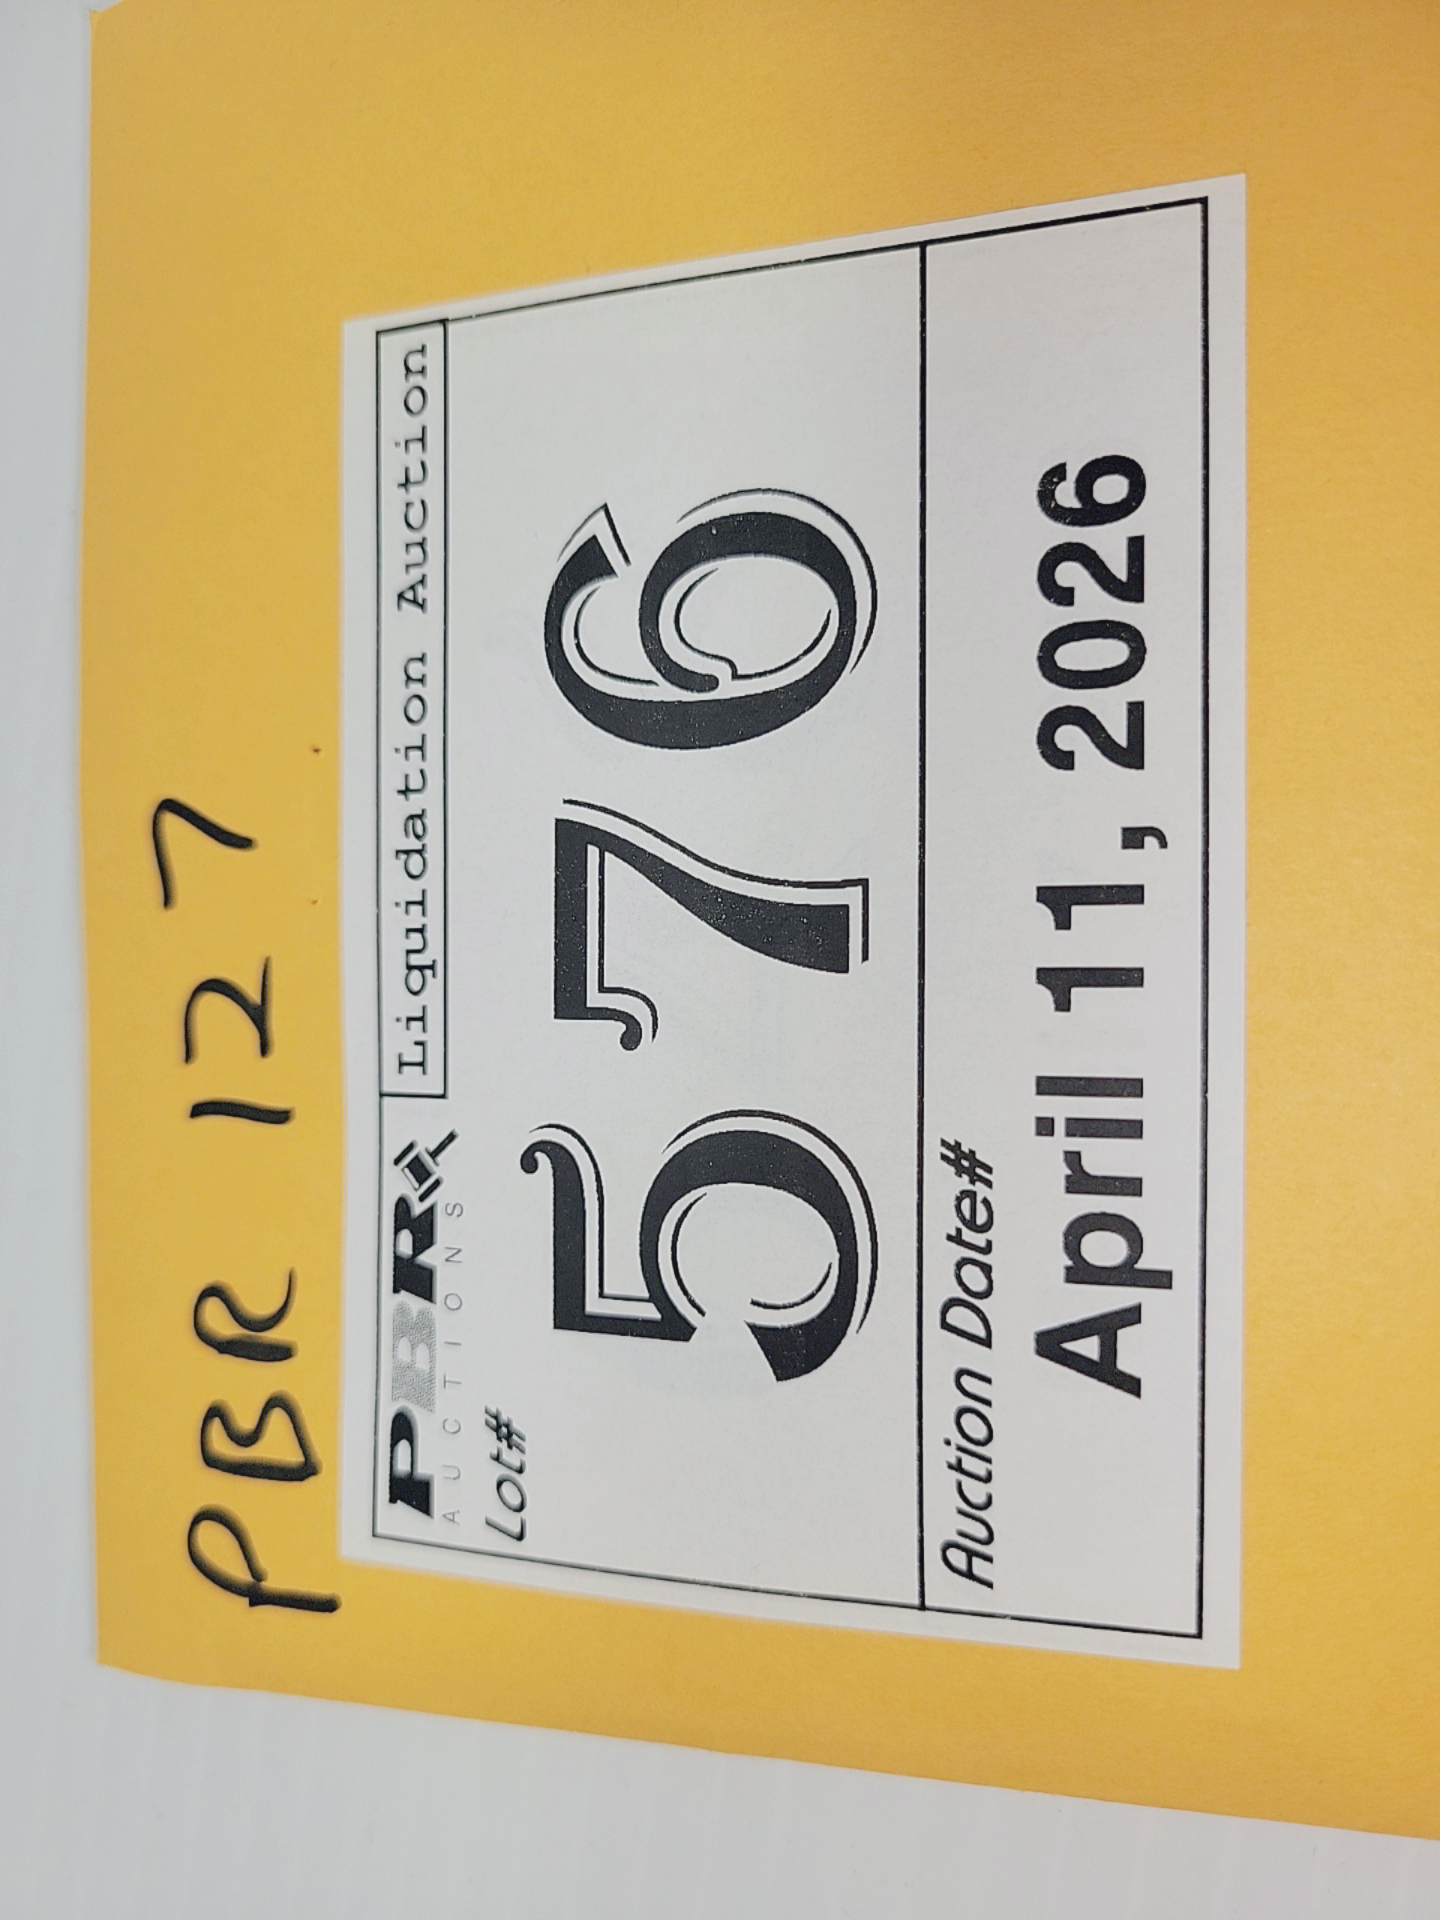 PBR 127
PBR Liquidation Auction
AUCTIONS
Lot#
576
Auction Date#
April 11, 2026